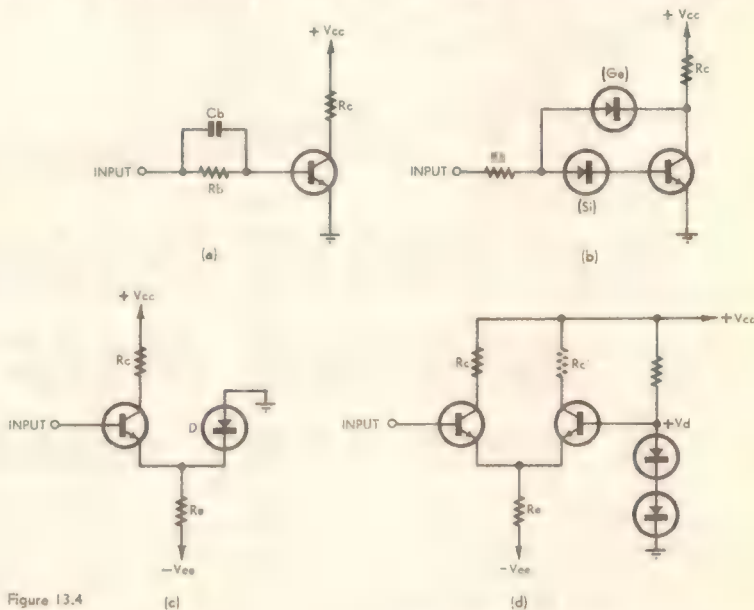 + Vcc
Rc
Cb
INPUT
Rb
(a)
+ Vcc
(Ge)
Rc
INPUT
(Si)
(b)
+ Vcc
Rc
INPUT
D
Re
-Vee
(c)
+Vcc
Rc
Rc'
INPUT
+Vd
Re
-Vee
(d)
Figure 13.4